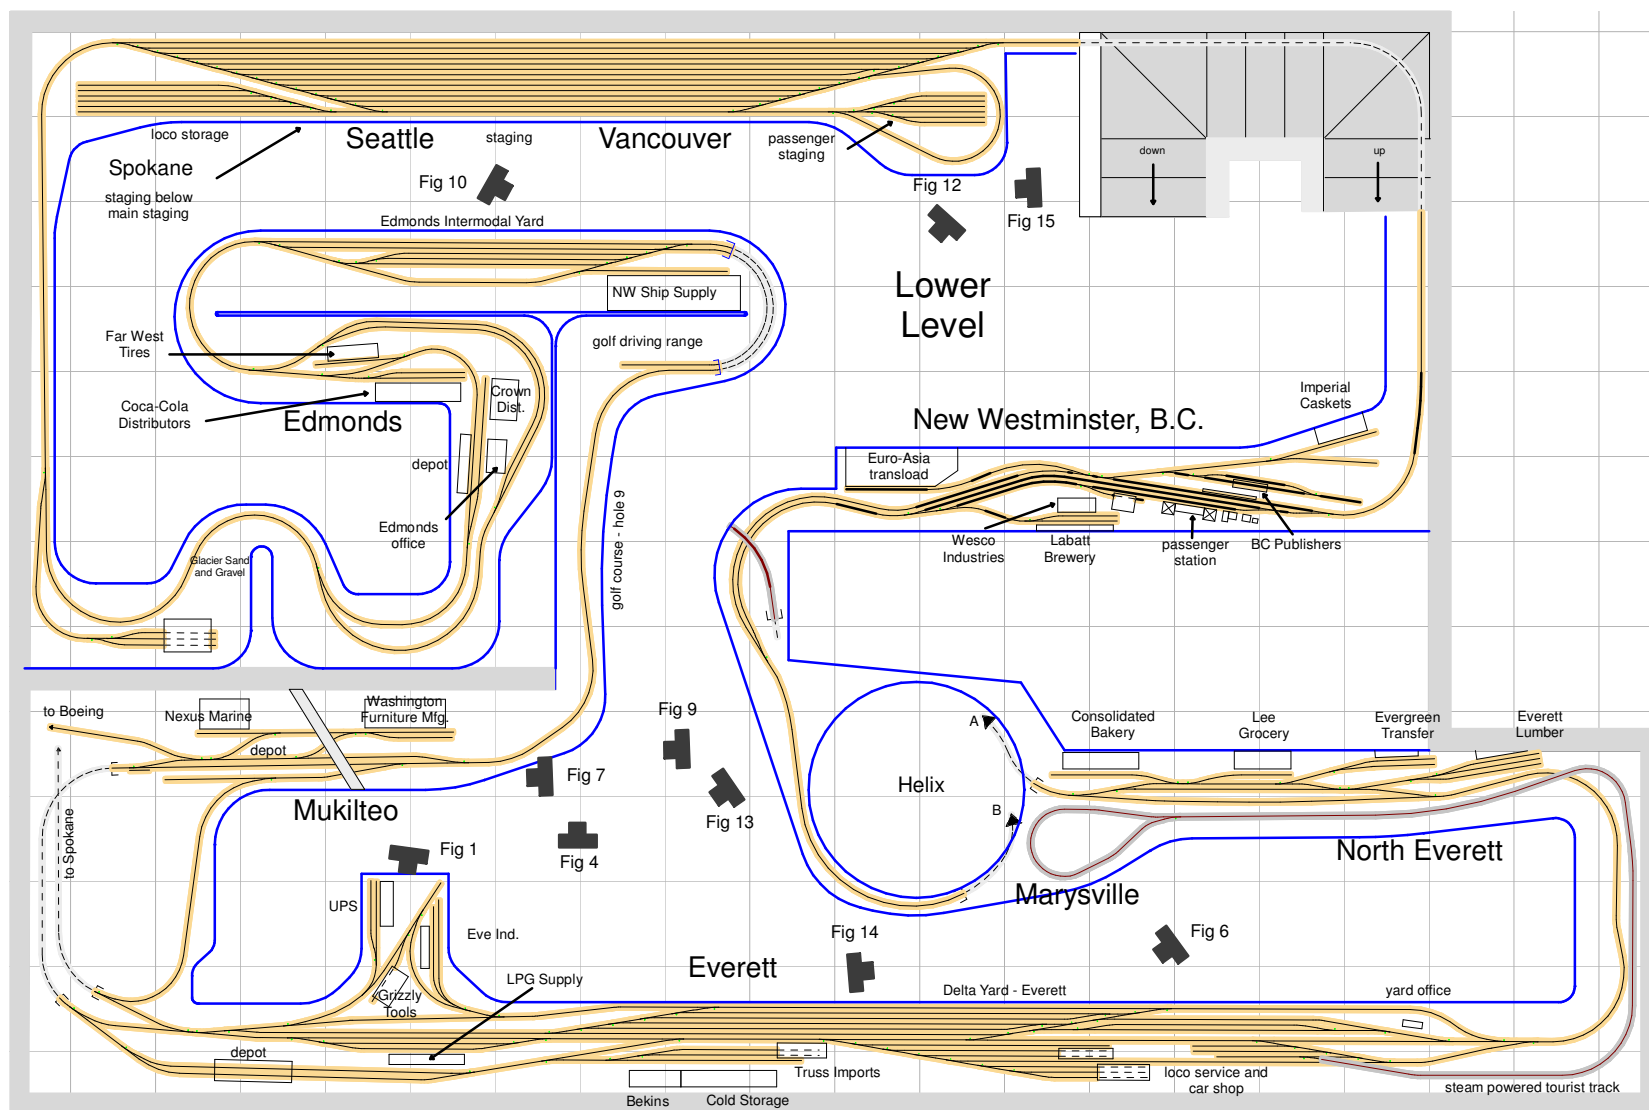 loco storage
Seattle
staging
Vancouver
passenger
staging
Spokane
staging below
main staging
Fig 10
Fig 12
Fig 15
down
up
Edmonds Intermodal Yard
NW Ship Supply
Lower
Level
Far West
Tires
golf driving range
Coca-Cola
Distributors
Edmonds
Crown
Dist.
depot
Edmonds
office
golf course - hole 9
Glacier Sand
and Gravel
Imperial
Caskets
New Westminster, B.C.
Euro-Asia
transload
Wesco
Industries
Labatt
Brewery
passenger
station
BC Publishers
to Boeing
Nexus Marine
Washington
Furniture Mfg.
depot
Mukilteo
to Spokane
Fig 9
Fig 7
Fig 13
Fig 4
Fig 1
A
Helix
B
Consolidated
Bakery
Lee
Grocery
Evergreen
Transfer
Everett
Lumber
North Everett
Marysville
UPS
Eve Ind.
Grizzly
Tools
LPG Supply
Everett
Fig 14
Fig 6
Delta Yard - Everett
yard office
depot
Truss Imports
Bekins
Cold Storage
loco service and
car shop
steam powered tourist track